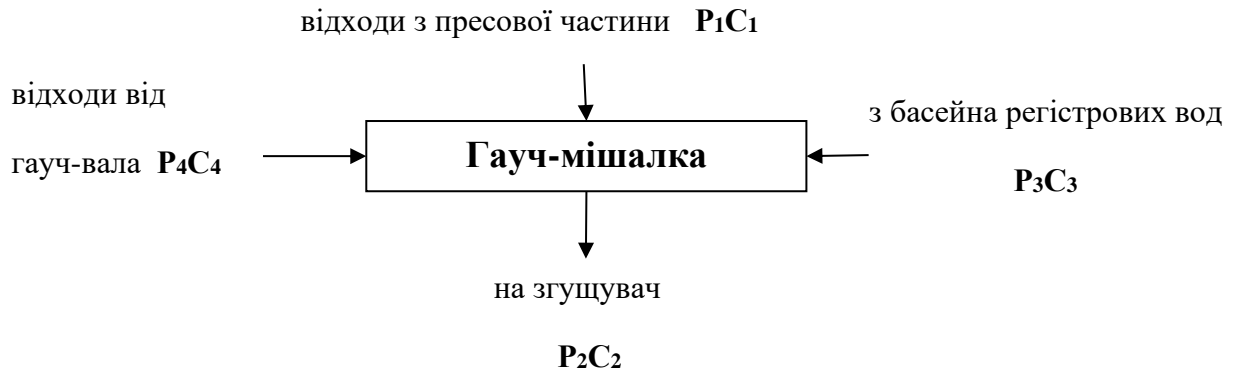 відходи з пресової частини P₁C₁
відходи від
гауч-вала P₄C₄
Гауч-мішалка
з басейна регістрових вод
P₃C₃
на згущувач
P₂C₂